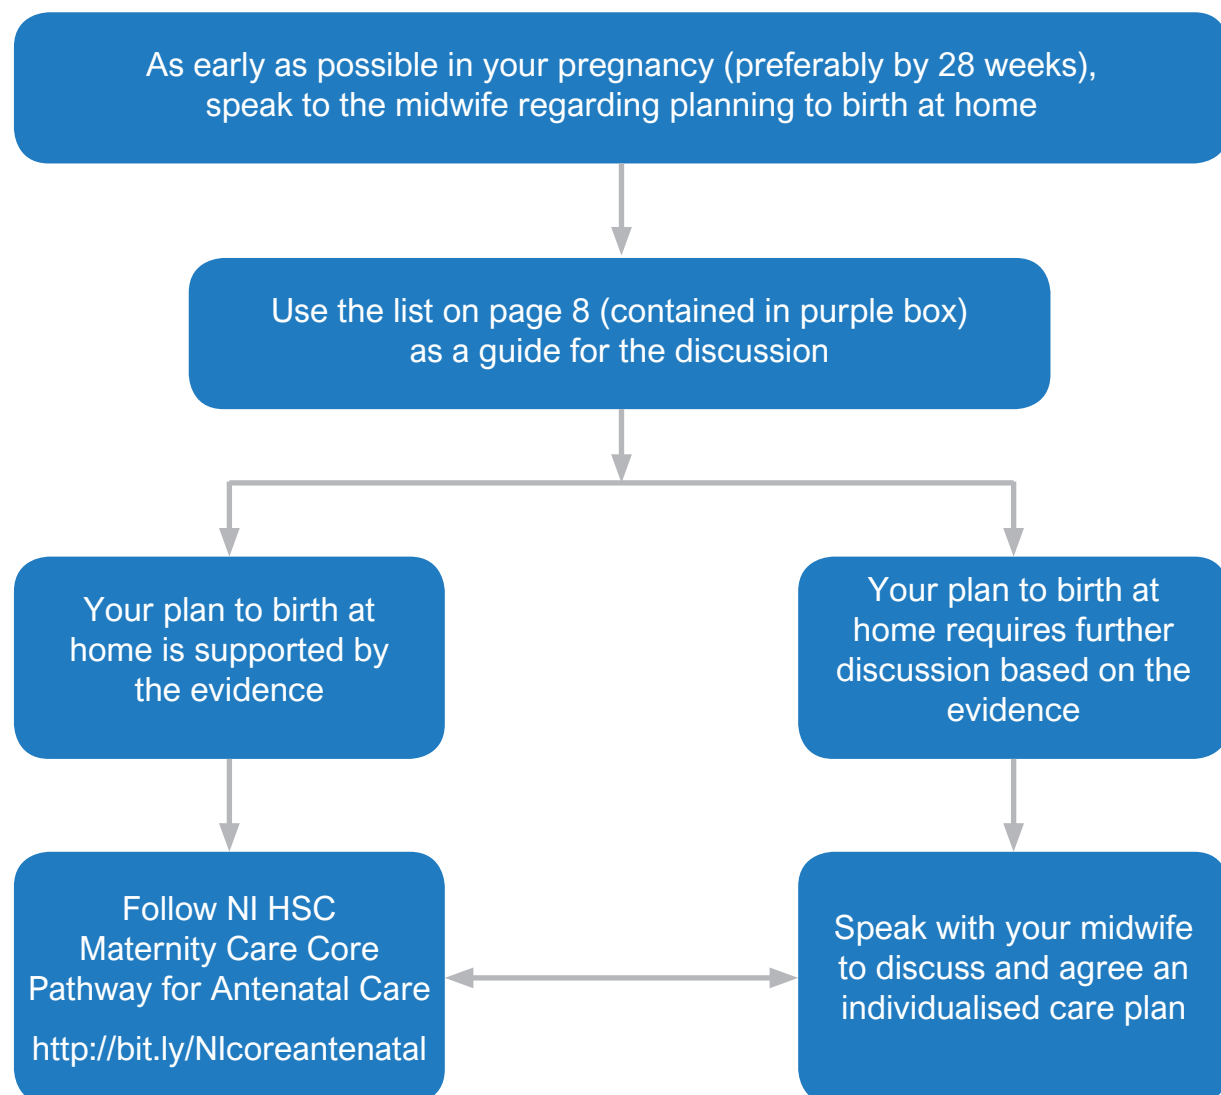 As early as possible in your pregnancy (preferably by 28 weeks),
speak to the midwife regarding planning to birth at home
Use the list on page 8 (contained in purple box)
as a guide for the discussion
Your plan to birth at
home is supported by
the evidence
Your plan to birth at
home requires further
discussion based on the
evidence
Follow NI HSC
Maternity Care Core
Pathway for Antenatal Care
http://bit.ly/NIcoreantenatal
Speak with your midwife
to discuss and agree an
individualised care plan